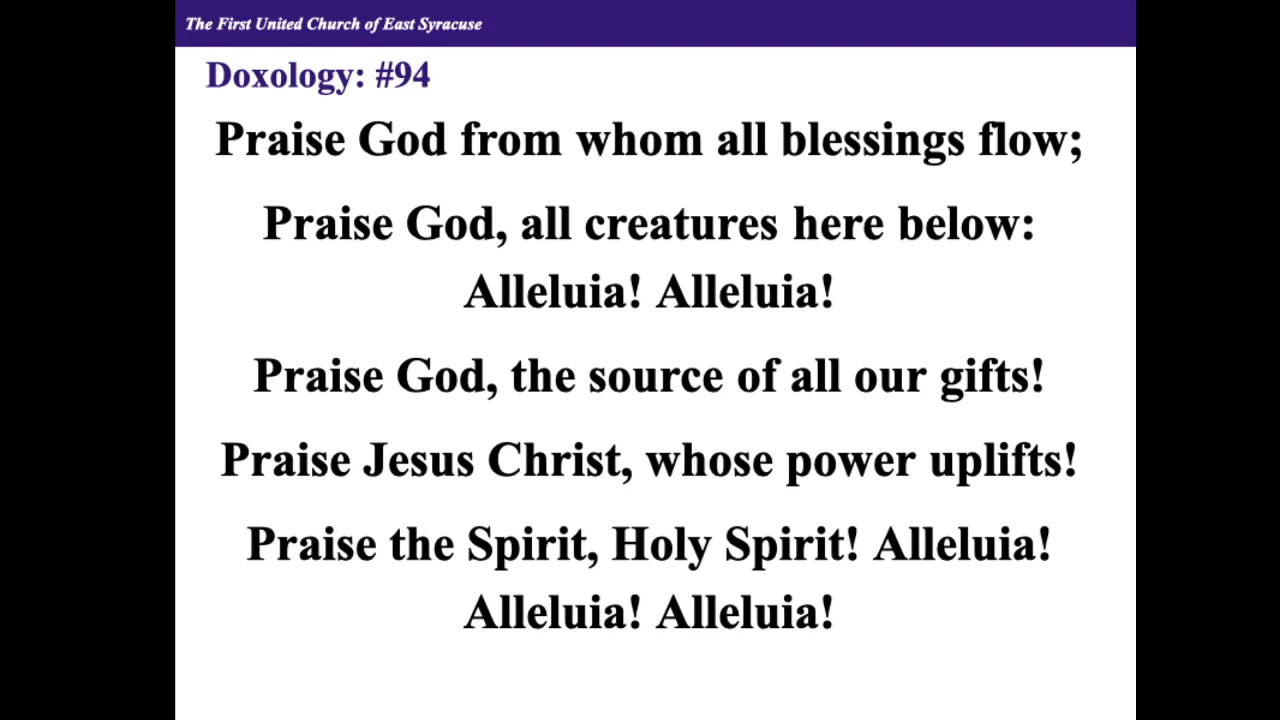 The First United Church of East Syracuse
Doxology: #94
Praise God from whom all blessings flow;
Praise God, all creatures here below:
Alleluia! Alleluia!
Praise God, the source of all our gifts!
Praise Jesus Christ, whose power uplifts!
Praise the Spirit, Holy Spirit! Alleluia!
Alleluia! Alleluia!